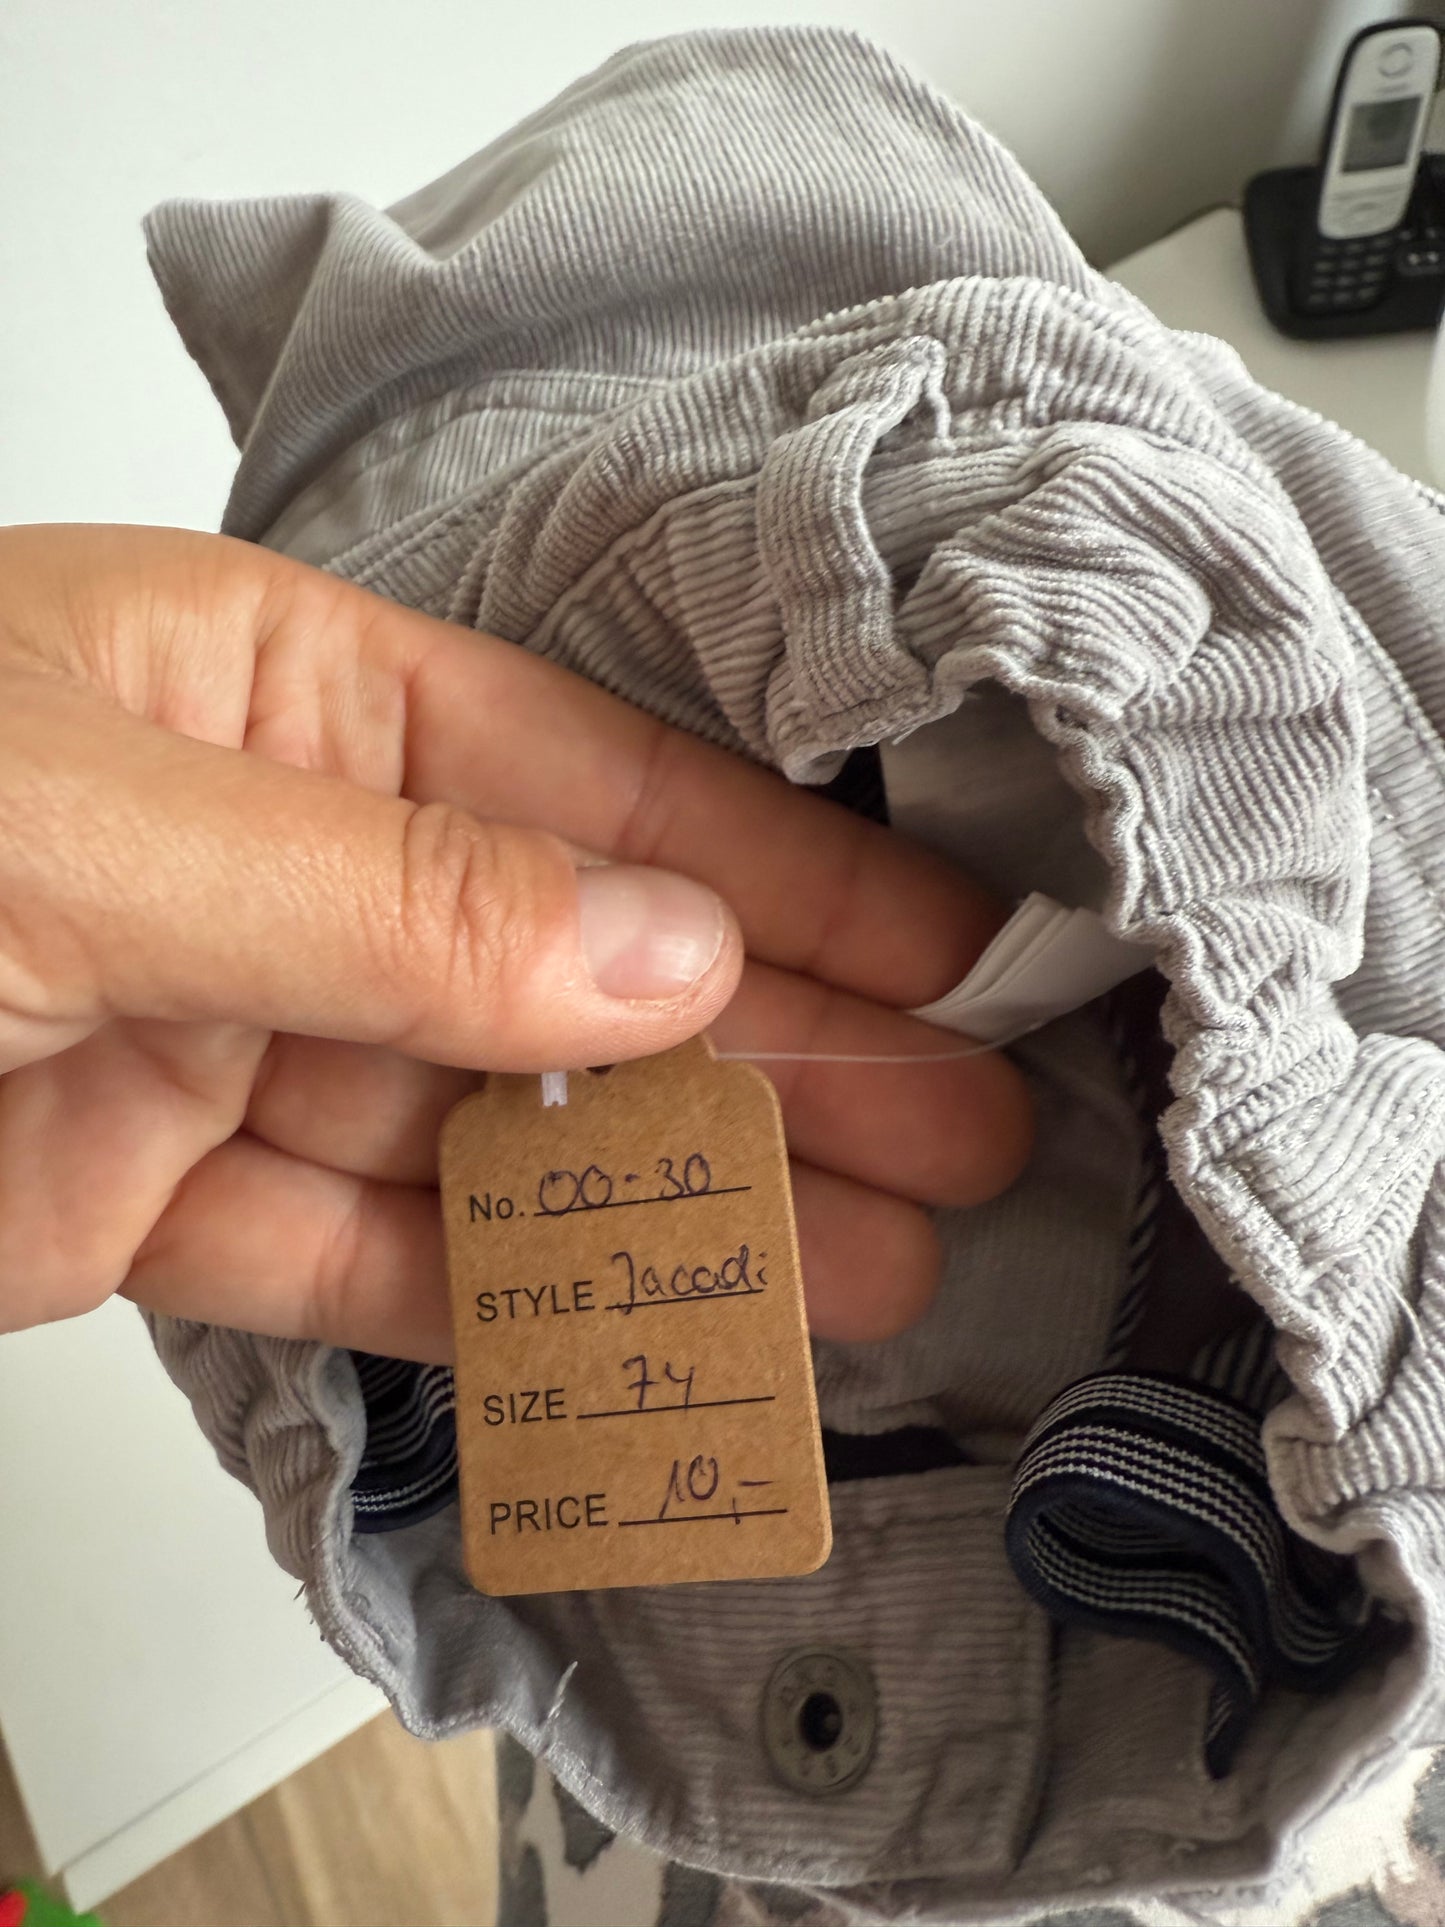 No. 00-30
STYLE Jacadi
SIZE 74
PRICE 10,-